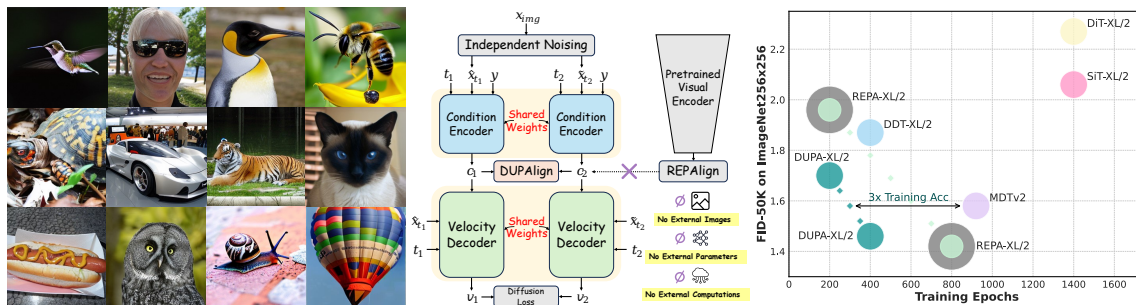 x_img
Independent Noising
t_1 x̂_{t_1} y
t_2 x̂_{t_2} y
Condition Encoder
Shared Weights
Condition Encoder
Pretrained Visual Encoder
c_1
DUPAlign
c_2
REPAlign
x̂_{t_1}
t_1
Velocity Decoder
Shared Weights
Velocity Decoder
x̂_{t_2}
t_2
v_1
Diffusion Loss
v_2
∅
No External Images
∅
No External Parameters
∅
No External Computations
FID-50K on ImageNet256x256
2.2
2.0
1.8
1.6
1.4
DiT-XL/2
SiT-XL/2
REPA-XL/2
DDT-XL/2
DUPA-XL/2
3x Training Acc
MDTv2
DUPA-XL/2
REPA-XL/2
0 200 400 600 800 1000 1200 1400 1600
Training Epochs